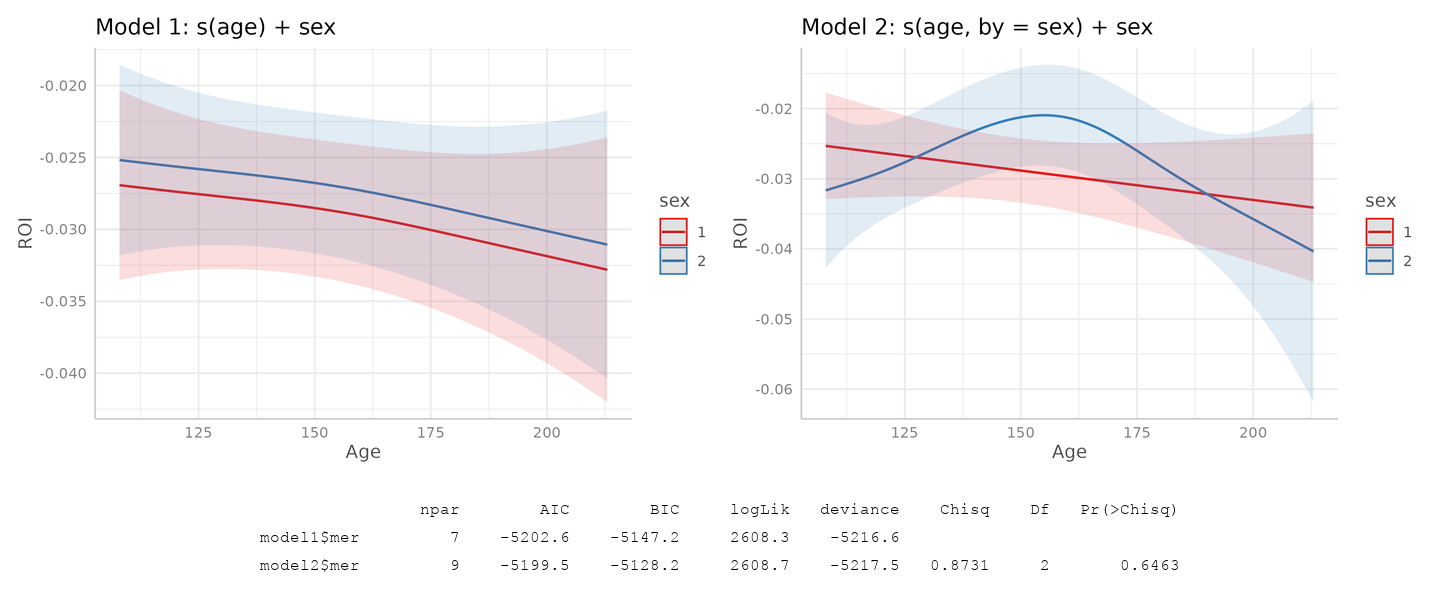 Model 1: s(age) + sex
-0.020
-0.025
-0.030
-0.035
-0.040
ROI
125 150 175 200
Age
sex
1
2
Model 2: s(age, by = sex) + sex
-0.02
-0.03
-0.04
-0.05
-0.06
ROI
125 150 175 200
Age
sex
1
2
npar AIC BIC logLik deviance Chisq Df Pr(>Chisq)
model1$mer 7 -5202.6 -5147.2 2608.3 -5216.6
model2$mer 9 -5199.5 -5128.2 2608.7 -5217.5 0.8731 2 0.6463